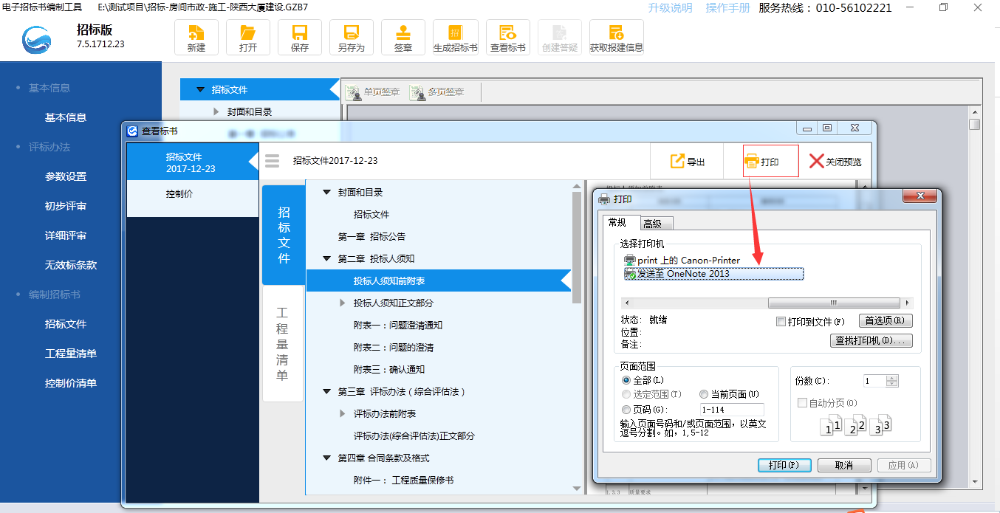 电子招标书编制工具 E:\测试项目\招标-房间市政-施工-陕西大厦建设.GZB7
升级说明 操作手册 服务热线：010-56102221
招标版
7.5.1712.23
新建 打开 保存 另存为 签章 生成招标书 查看标书 创建答疑 获取报建信息
基本信息
基本信息
评标办法
参数设置
初步评审
详细评审
无效标条款
编制招标书
招标文件
工程量清单
控制价清单
招标文件
封面和目录
单页签章 多页签章
查看标书
招标文件
2017-12-23
控制价
招标文件2017-12-23
导出 打印 关闭预览
招标文件
工程量清单
封面和目录
招标文件
第一章 招标公告
第二章 投标人须知
投标人须知前附表
投标人须知正文部分
附表一：问题澄清通知
附表二：问题的澄清
附表三：确认通知
第三章 评标办法（综合评估法）
评标办法前附表
评标办法(综合评估法)正文部分
第四章 合同条款及格式
附件一： 工程质量保修书
打印
常规 高级
选择打印机
print 上的 Canon-Printer
发送至 OneNote 2013
状态： 就绪
位置：
备注：
打印到文件(F) 首选项(R)
查找打印机(D)...
页面范围
全部(L)
选定范围(T) 当前页面(U)
页码(G)： 1-114
输入页面号码和/或页面范围，以英文
逗号分割。如，1,5-12
份数(C)： 1
自动分页(O)
1 1 2 2 3 3
打印(P) 取消 应用(A)
1.3.3 质量要求